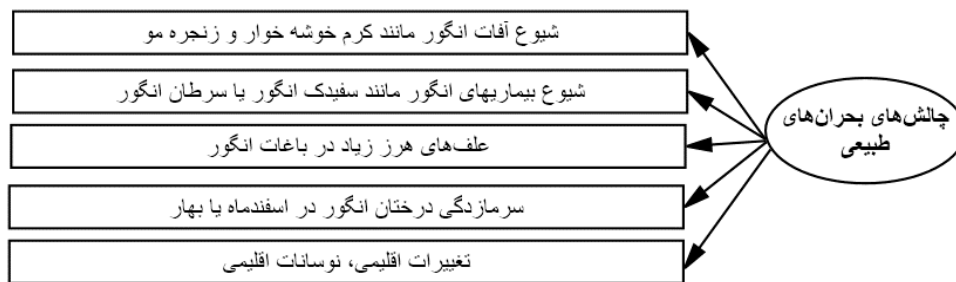 چالش‌های بحران‌های
طبیعی
شیوع آفات انگور مانند کرم خوشه خوار و زنجره مو
شیوع بیماریهای انگور مانند سفیدک انگور یا سرطان انگور
علف‌های هرز زیاد در باغات انگور
سرمازدگی درختان انگور در اسفندماه یا بهار
تغییرات اقلیمی، نوسانات اقلیمی